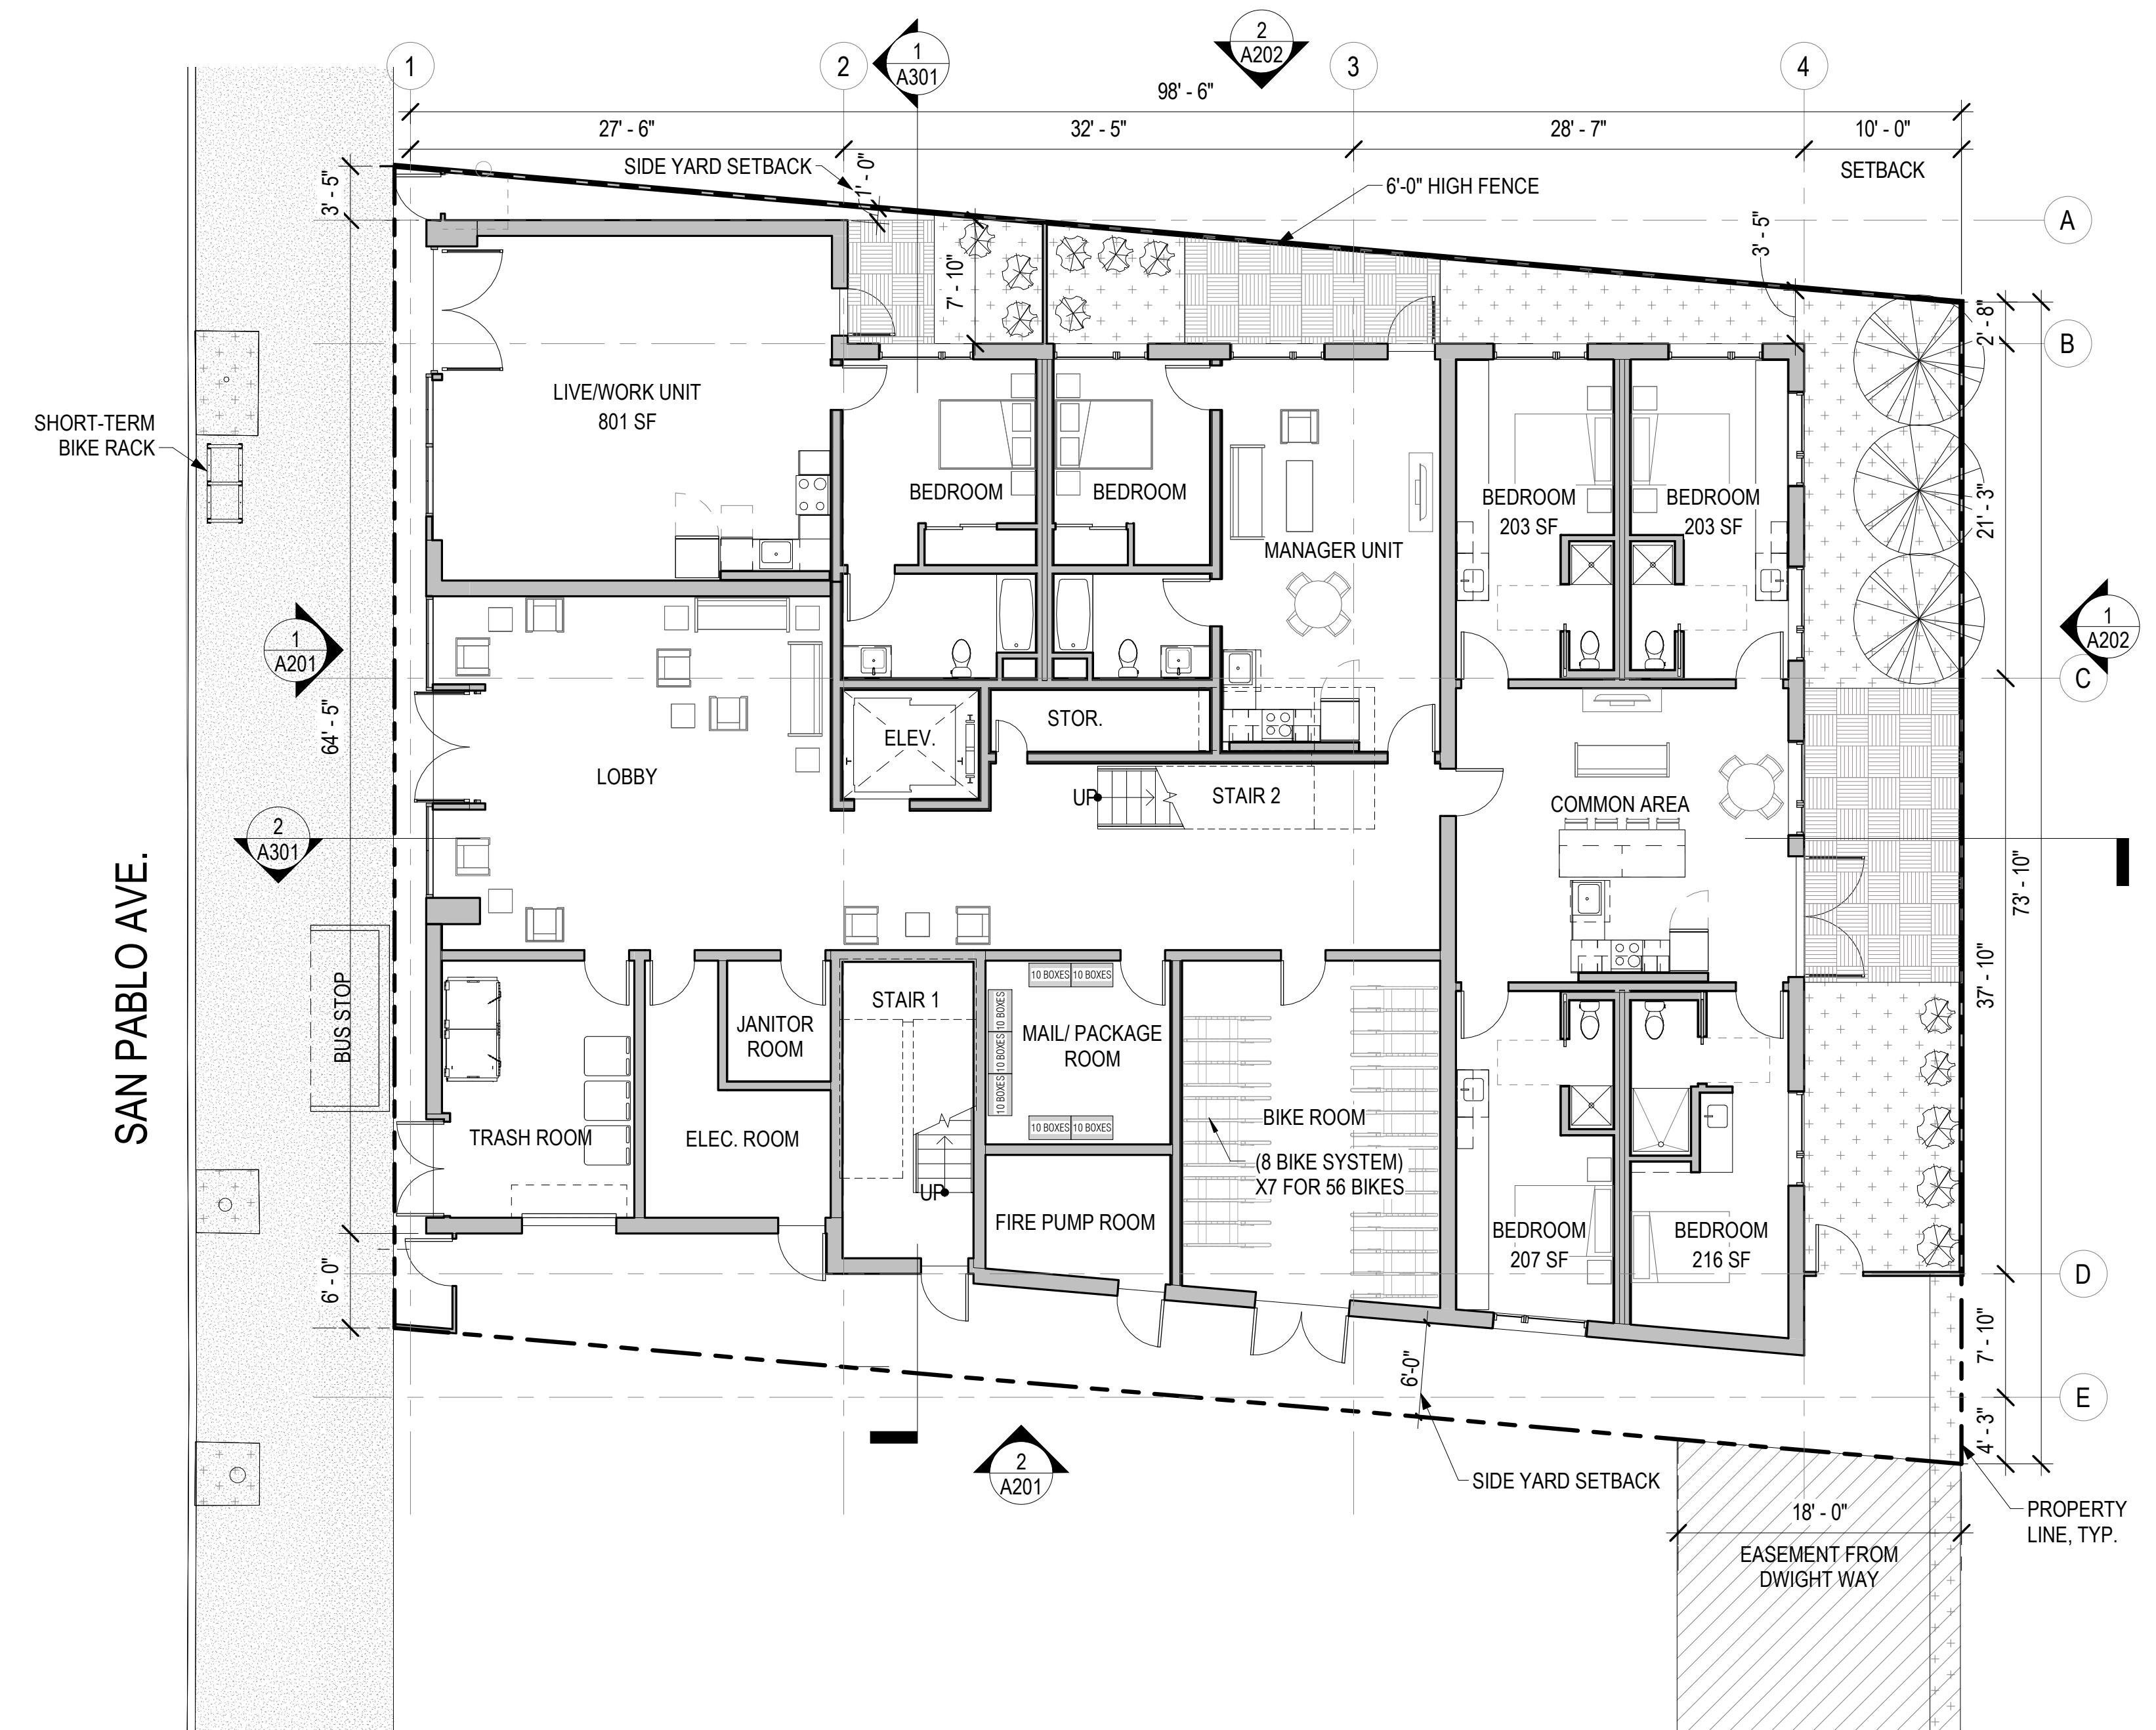 1
2
1
A301
2
A202
3
4
98' - 6"
27' - 6"
32' - 5"
28' - 7"
10' - 0"
SETBACK
SIDE YARD SETBACK
1' - 0"
6'-0" HIGH FENCE
3' - 5"
3' - 5"
A
7' - 10"
2' - 8"
B
LIVE/WORK UNIT
801 SF
SHORT-TERM
BIKE RACK
BEDROOM
BEDROOM
MANAGER UNIT
BEDROOM
203 SF
BEDROOM
203 SF
21' - 3"
1
A201
1
A202
C
64' - 5"
LOBBY
ELEV.
STOR.
UP
STAIR 2
COMMON AREA
2
A301
SAN PABLO AVE.
73' - 10"
BUS STOP
TRASH ROOM
ELEC. ROOM
JANITOR
ROOM
STAIR 1
UP
10 BOXES
10 BOXES
10 BOXES
10 BOXES
10 BOXES
MAIL/ PACKAGE
ROOM
10 BOXES
10 BOXES
FIRE PUMP ROOM
BIKE ROOM
(8 BIKE SYSTEM)
X7 FOR 56 BIKES
BEDROOM
207 SF
BEDROOM
216 SF
37' - 10"
6' - 0"
D
7' - 10"
6'-0"
E
4' - 3"
2
A201
SIDE YARD SETBACK
18' - 0"
EASEMENT FROM
DWIGHT WAY
PROPERTY
LINE, TYP.